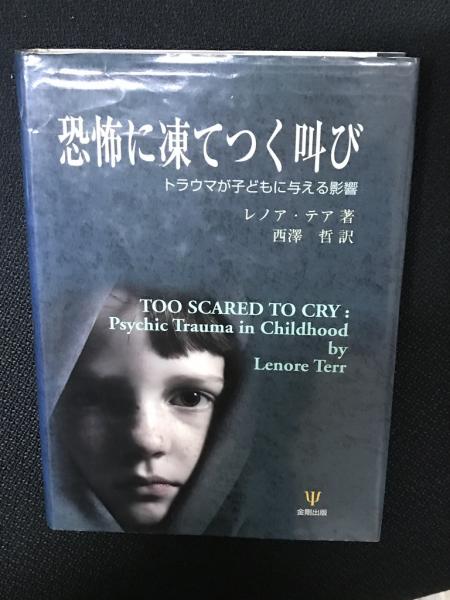 恐怖に凍てつく叫び
トラウマが子どもに与える影響
レノア・テア 著
西澤 哲 訳
TOO SCARED TO CRY :
Psychic Trauma in Childhood
by
Lenore Terr
金剛出版